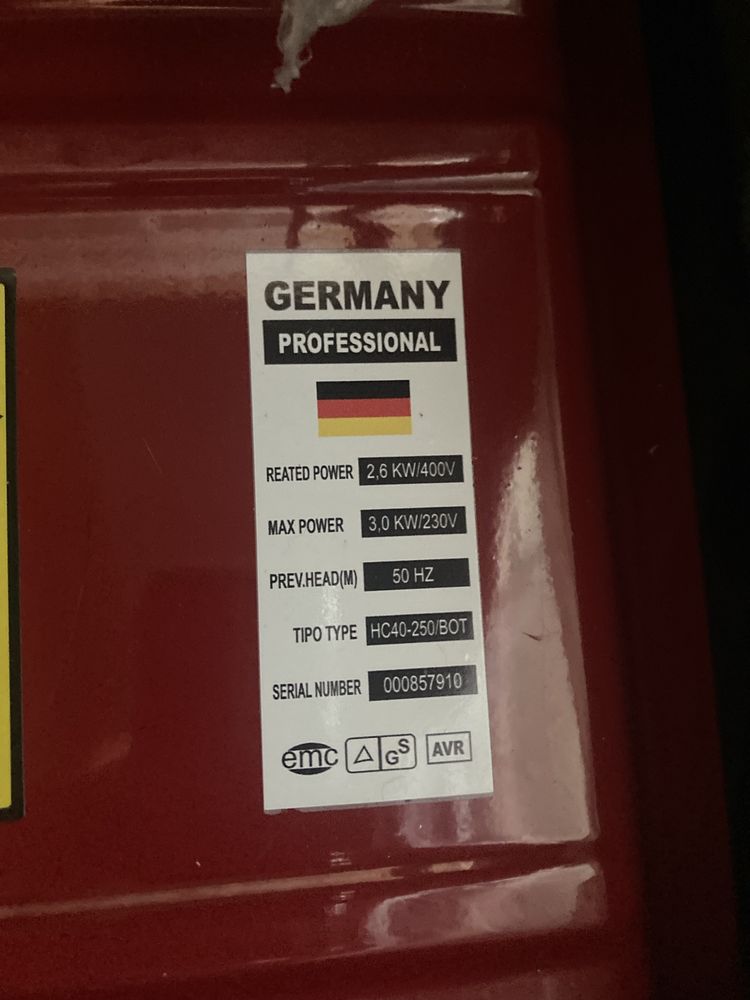 GERMANY
PROFESSIONAL
REATED POWER 2,6 KW/400V
MAX POWER 3,0 KW/230V
PREV.HEAD(M) 50 HZ
TIPO TYPE HC40-250/BOT
SERIAL NUMBER 000857910
emc GS AVR